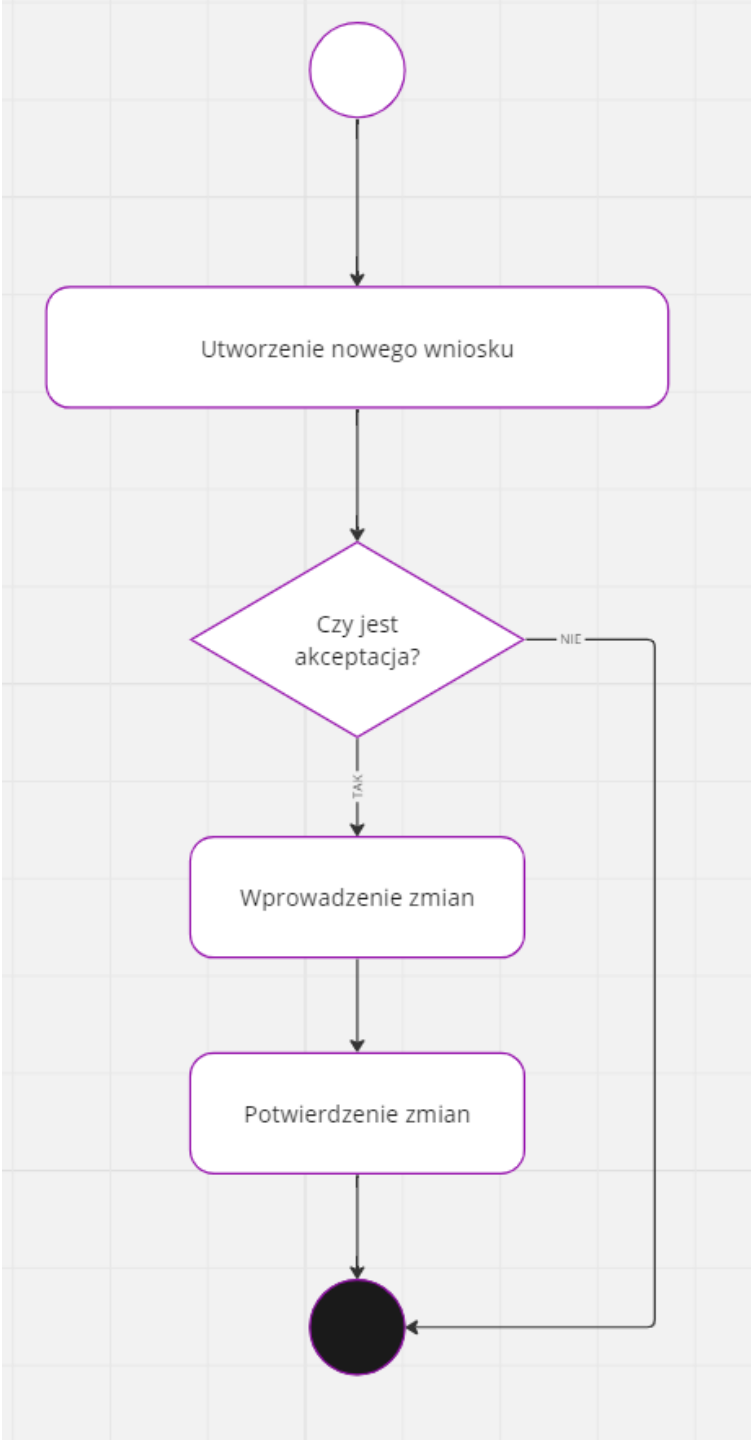 Utworzenie nowego wniosku
Czy jest
akceptacja?
NIE
TAK
Wprowadzenie zmian
Potwierdzenie zmian